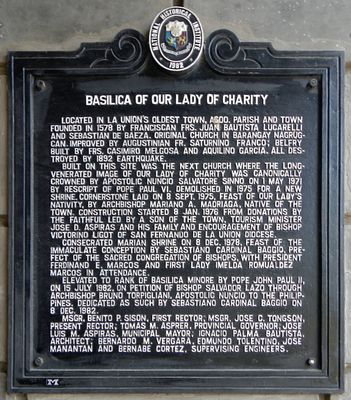 NATIONAL HISTORICAL INSTITUTE
1982
BASILICA OF OUR LADY OF CHARITY
LOCATED IN LA UNION'S OLDEST TOWN, AGOO. PARISH AND TOWN
FOUNDED IN 1578 BY FRANCISCAN FRS. JUAN BAUTISTA LUCARELLI
AND SEBASTIAN DE BAEZA. ORIGINAL CHURCH IN BARANGAY NAGRUG-
CAN. IMPROVED BY AUGUSTINIAN FR. SATURNINO FRANCO; BELFRY
BUILT BY FRS. CASIMIRO MELGOSA AND AQUILINO GARCIA. ALL DES-
TROYED BY 1892 EARTHQUAKE.
BUILT ON THIS SITE WAS THE NEXT CHURCH WHERE THE LONG-
VENERATED IMAGE OF OUR LADY OF CHARITY WAS CANONICALLY
CROWNED BY APOSTOLIC NUNCIO SALVATORE SIINO ON 1 MAY 1971
BY RESCRIPT OF POPE PAUL VI. DEMOLISHED IN 1975 FOR A NEW
SHRINE. CORNERSTONE LAID ON 8 SEPT. 1975, FEAST OF OUR LADY'S
NATIVITY, BY ARCHBISHOP MARIANO A. MADRIAGA, NATIVE OF THE
TOWN. CONSTRUCTION STARTED 8 JAN. 1976 FROM DONATIONS BY
THE FAITHFUL LED BY A SON OF THE TOWN, TOURISM MINISTER
JOSE D. ASPIRAS AND HIS FAMILY AND ENCOURAGEMENT OF BISHOP
VICTORINO LIGOT OF SAN FERNANDO DE LA UNION DIOCESE.
CONSECRATED MARIAN SHRINE ON 8 DEC. 1978, FEAST OF THE
IMMACULATE CONCEPTION BY SEBASTIANO CARDINAL BAGGIO, PRE-
FECT OF THE SACRED CONGREGATION OF BISHOPS, WITH PRESIDENT
FERDINAND E. MARCOS AND FIRST LADY IMELDA ROMUALDEZ
MARCOS IN ATTENDANCE.
ELEVATED TO RANK OF BASILICA MINORE BY POPE JOHN PAUL II,
ON 15 JULY 1982, ON PETITION OF BISHOP SALVADOR LAZO THROUGH
ARCHBISHOP BRUNO TORPIGLIANI, APOSTOLIC NUNCIO TO THE PHILIP-
PINES. DEDICATED AS SUCH BY SEBASTIANO CARDINAL BAGGIO ON
8 DEC. 1982.
MSGR. BENITO P. SISON, FIRST RECTOR; MSGR. JOSE C. TONGSON,
PRESENT RECTOR; TOMAS M. ASPRER, PROVINCIAL GOVERNOR; JOSE
LUIS M. ASPIRAS, MUNICIPAL MAYOR; IGNACIO PALMA BAUTISTA,
ARCHITECT; BERNARDO M. VERGARA, EDMUNDO TOLENTINO, JOSE
MANANTAN AND BERNABE CORTEZ, SUPERVISING ENGINEERS.